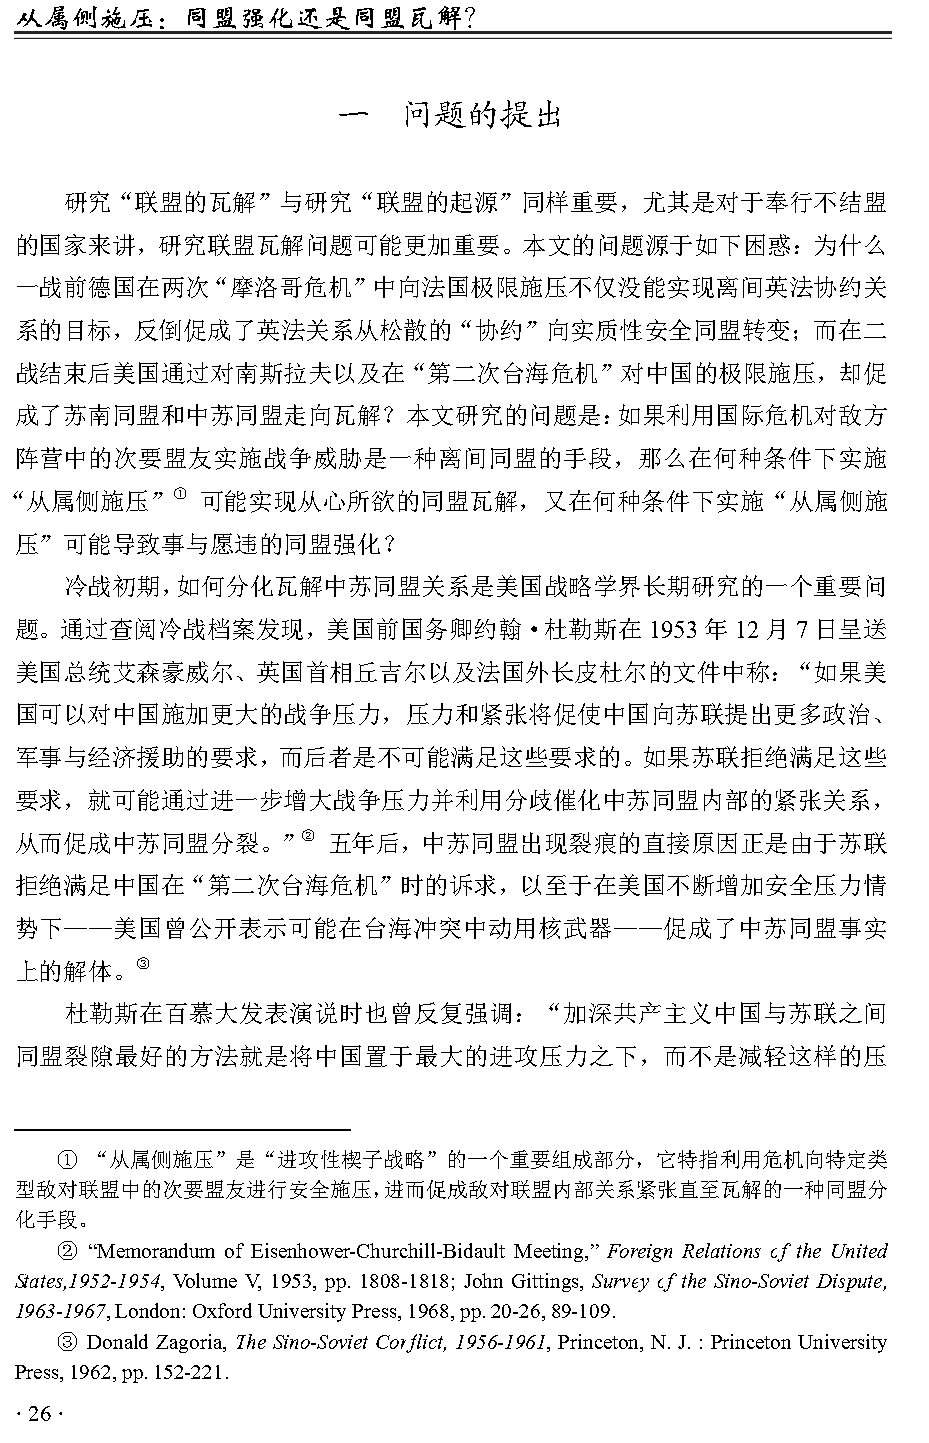 从属侧施压：同盟强化还是同盟瓦解？
一 问题的提出
研究“联盟的瓦解”与研究“联盟的起源”同样重要，尤其是对于奉行不结盟
的国家来讲，研究联盟瓦解问题可能更加重要。本文的问题源于如下困惑：为什么
一战前德国在两次“摩洛哥危机”中向法国极限施压不仅没能实现离间英法协约关
系的目标，反倒促成了英法关系从松散的“协约”向实质性安全同盟转变；而在二
战结束后美国通过对南斯拉夫以及在“第二次台海危机”对中国的极限施压，却促
成了苏南同盟和中苏同盟走向瓦解？本文研究的问题是：如果利用国际危机对敌方
阵营中的次要盟友实施战争威胁是一种离间同盟的手段，那么在何种条件下实施
“从属侧施压”① 可能实现从心所欲的同盟瓦解，又在何种条件下实施“从属侧施
压”可能导致事与愿违的同盟强化？
冷战初期，如何分化瓦解中苏同盟关系是美国战略学界长期研究的一个重要问
题。通过查阅冷战档案发现，美国前国务卿约翰·杜勒斯在 1953 年 12 月 7 日呈送
美国总统艾森豪威尔、英国首相丘吉尔以及法国外长皮杜尔的文件中称：“如果美
国可以对中国施加更大的战争压力，压力和紧张将促使中国向苏联提出更多政治、
军事与经济援助的要求，而后者是不可能满足这些要求的。如果苏联拒绝满足这些
要求，就可能通过进一步增大战争压力并利用分歧催化中苏同盟内部的紧张关系，
从而促成中苏同盟分裂。”② 五年后，中苏同盟出现裂痕的直接原因正是由于苏联
拒绝满足中国在“第二次台海危机”时的诉求，以至于在美国不断增加安全压力情
势下——美国曾公开表示可能在台海冲突中动用核武器——促成了中苏同盟事实
上的解体。③
杜勒斯在百慕大发表演说时也曾反复强调：“加深共产主义中国与苏联之间
同盟裂隙最好的方法就是将中国置于最大的进攻压力之下，而不是减轻这样的压
① “从属侧施压”是“进攻性楔子战略”的一个重要组成部分，它特指利用危机向特定类
型敌对联盟中的次要盟友进行安全施压，进而促成敌对联盟内部关系紧张直至瓦解的一种同盟分
化手段。
② “Memorandum of Eisenhower-Churchill-Bidault Meeting,” Foreign Relations of the United
States,1952-1954, Volume V, 1953, pp. 1808-1818; John Gittings, Survey of the Sino-Soviet Dispute,
1963-1967, London: Oxford University Press, 1968, pp. 20-26, 89-109.
③ Donald Zagoria, The Sino-Soviet Conflict, 1956-1961, Princeton, N. J. : Princeton University
Press, 1962, pp. 152-221.
· 26 ·